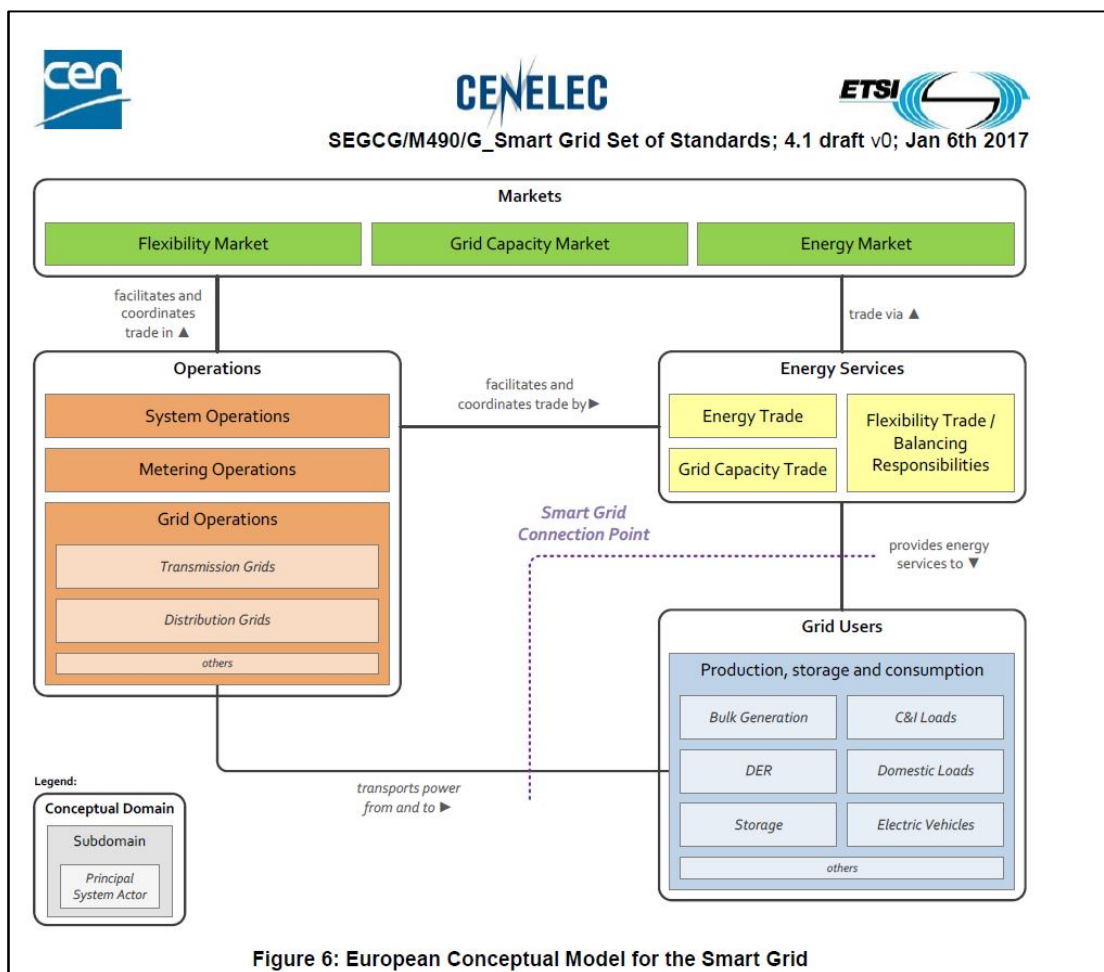 cen
CENELEC
ETSI
SEGCG/M490/G_Smart Grid Set of Standards; 4.1 draft v0; Jan 6th 2017
Markets
Flexibility Market
Grid Capacity Market
Energy Market
facilitates and
coordinates
trade in ▲
trade via ▲
Operations
System Operations
Metering Operations
Grid Operations
Transmission Grids
Distribution Grids
others
facilitates and
coordinates trade by ►
Energy Services
Energy Trade
Grid Capacity Trade
Flexibility Trade /
Balancing
Responsibilities
Smart Grid
Connection Point
provides energy
services to ▼
Grid Users
Production, storage and consumption
Bulk Generation
C&I Loads
DER
Domestic Loads
Storage
Electric Vehicles
others
transports power
from and to ►
Legend:
Conceptual Domain
Subdomain
Principal
System Actor
Figure 6: European Conceptual Model for the Smart Grid